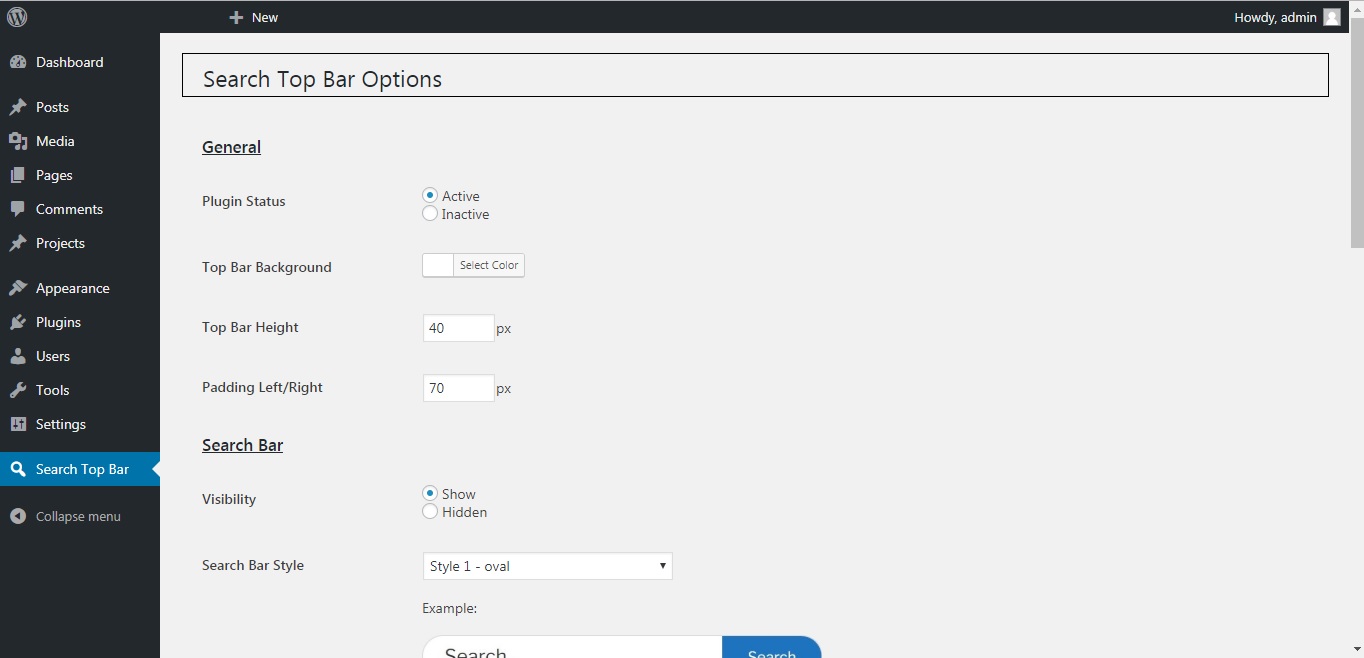 New
Howdy, admin
Dashboard
Posts
Media
Pages
Comments
Projects
Appearance
Plugins
Users
Tools
Settings
Search Top Bar
Collapse menu
Search Top Bar Options
General
Plugin Status
Active
Inactive
Top Bar Background
Select Color
Top Bar Height
40 px
Padding Left/Right
70 px
Search Bar
Visibility
Show
Hidden
Search Bar Style
Style 1 - oval
Example:
Search
Search